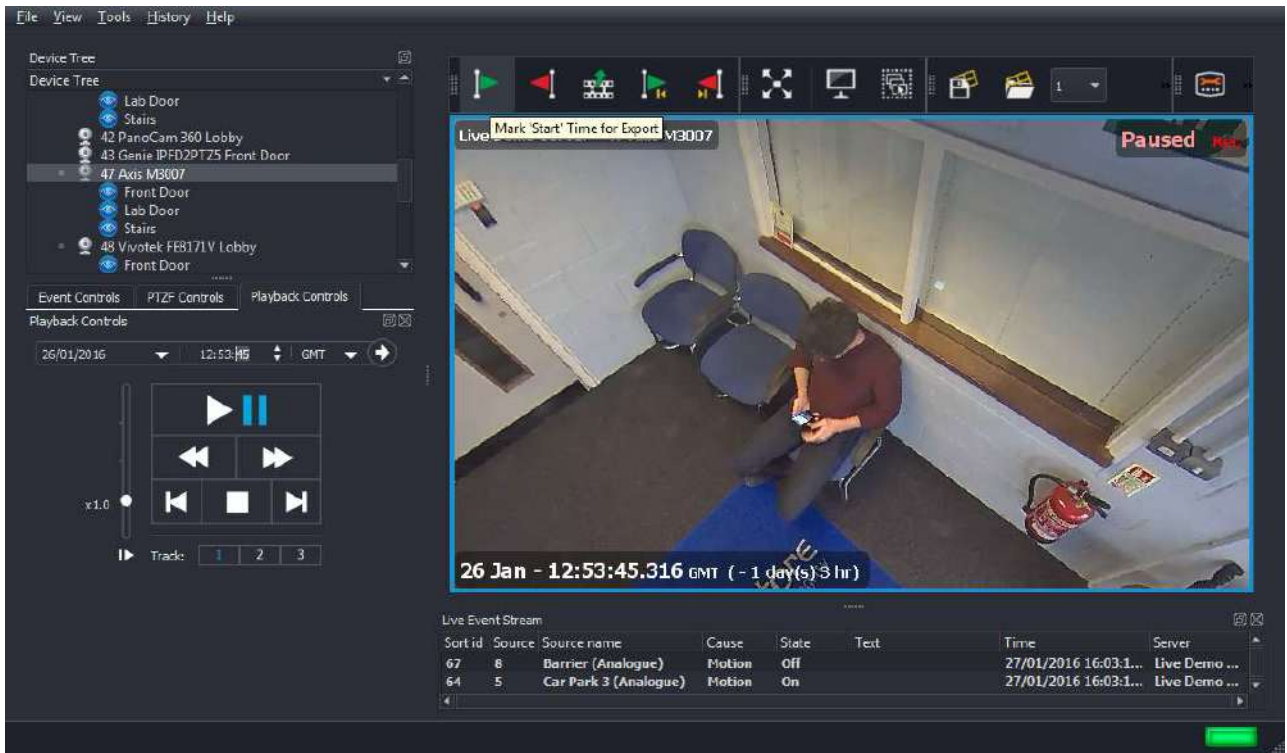 File View Tools History Help
Device Tree
Device Tree
Lab Door
Stairs
42 PanoCam 360 Lobby
43 Genie IPFD2PTZ5 Front Door
47 Axis M3007
Front Door
Lab Door
Stairs
48 Vivotek FE8171V Lobby
Front Door
Event Controls PTZF Controls Playback Controls
Playback Controls
26/01/2016 12:53:45 GMT
x1.0
Track: 1 2 3
1
Mark 'Start' Time for Export
Live M3007
Paused
26 Jan - 12:53:45.316 GMT ( - 1 day(s) 3 hr)
Live Event Stream
Sort id Source Source name Cause State Text Time Server
67 8 Barrier (Analogue) Motion Off 27/01/2016 16:03:1... Live Demo ...
64 5 Car Park 3 (Analogue) Motion On 27/01/2016 16:03:1... Live Demo ...